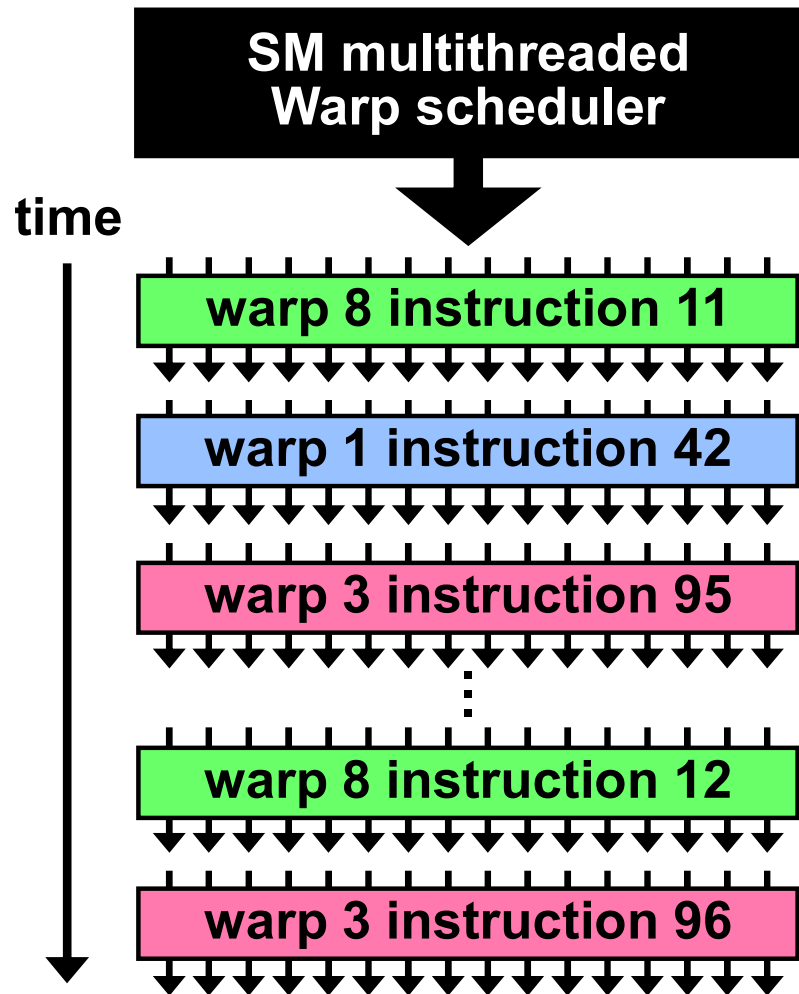 SM multithreaded
Warp scheduler
time
warp 8 instruction 11
warp 1 instruction 42
warp 3 instruction 95
warp 8 instruction 12
warp 3 instruction 96